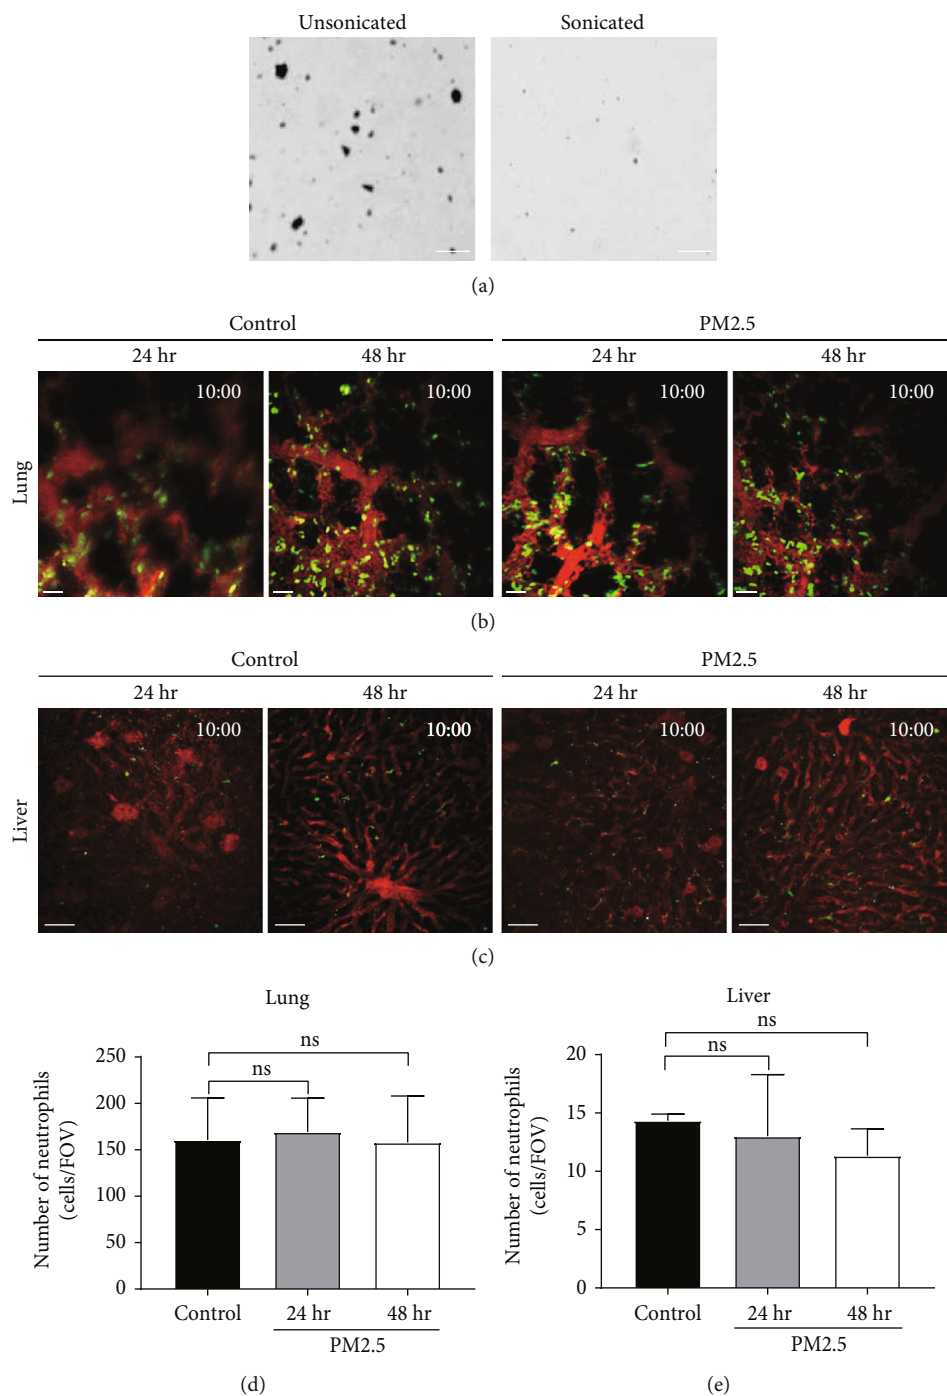 Unsonicated Sonicated
(a)
Control PM2.5
24 hr 48 hr 24 hr 48 hr
Lung
10:00 10:00 10:00 10:00
(b)
Control PM2.5
24 hr 48 hr 24 hr 48 hr
Liver
10:00 10:00 10:00 10:00
(c)
Lung
Number of neutrophils
(cells/FOV)
250
200
150
100
50
0
ns
ns
Control 24 hr 48 hr
PM2.5
(d)
Liver
Number of neutrophils
(cells/FOV)
20
15
10
5
0
ns
ns
Control 24 hr 48 hr
PM2.5
(e)